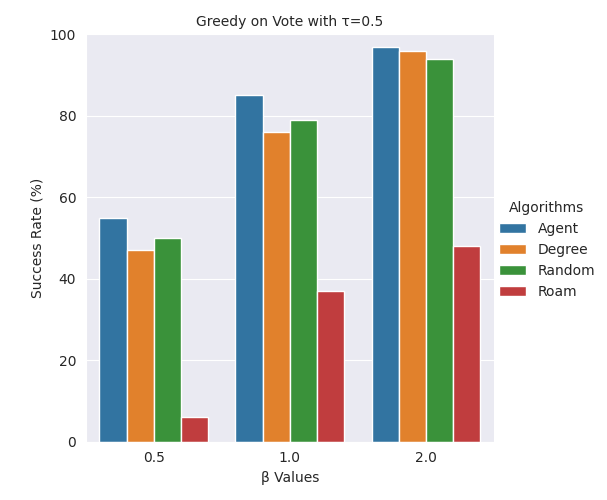 Greedy on Vote with τ=0.5
100
80
60
40
20
0
Success Rate (%)
0.5
1.0
2.0
β Values
Algorithms
Agent
Degree
Random
Roam